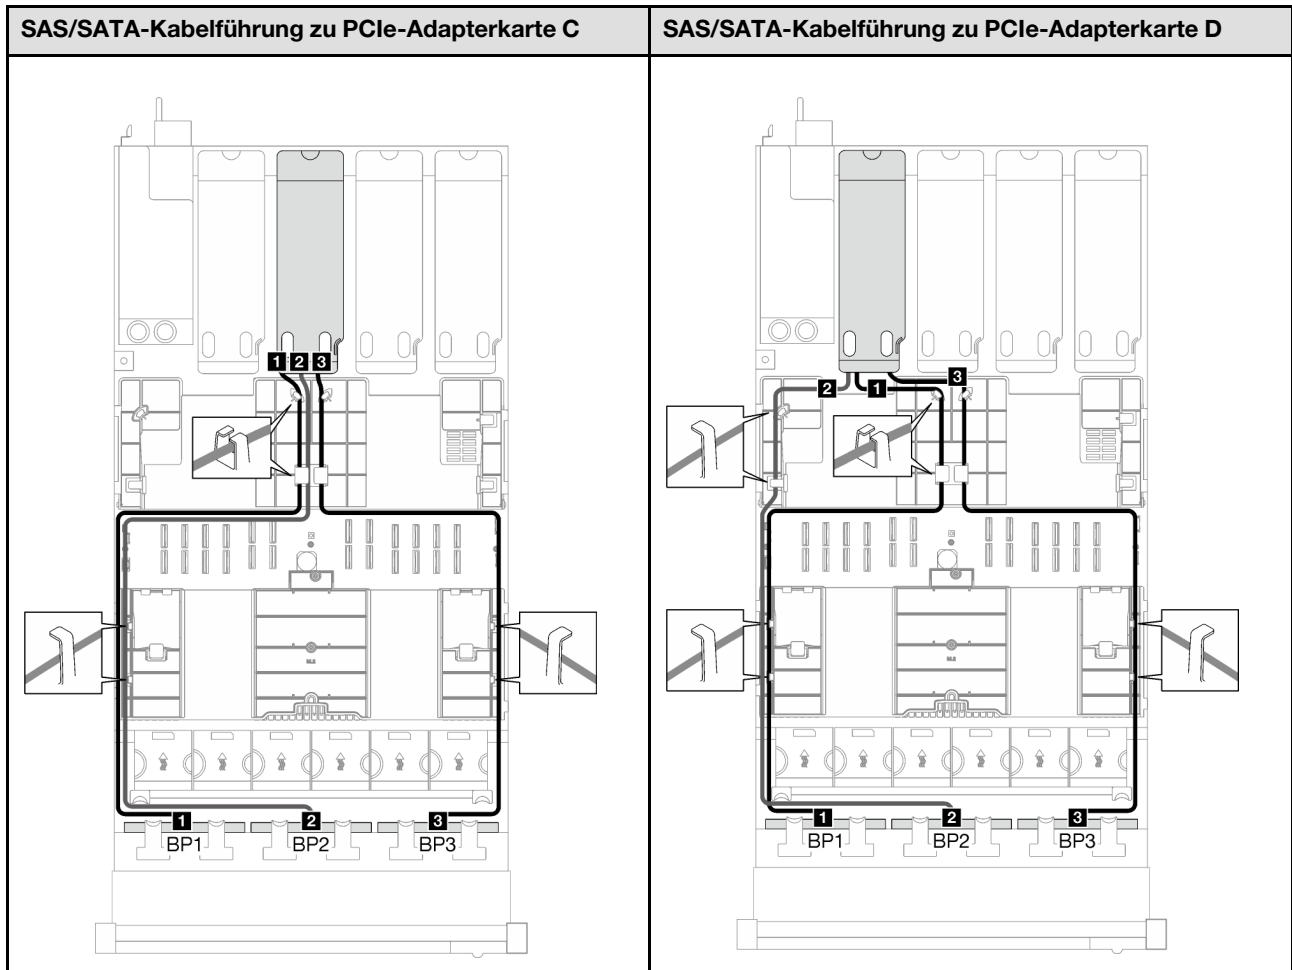 SAS/SATA-Kabelführung zu PCIe-Adapterkarte C
SAS/SATA-Kabelführung zu PCIe-Adapterkarte D
1 2 3
1 2 3
BP1 BP2 BP3
2 1 3
1 2 3
BP1 BP2 BP3